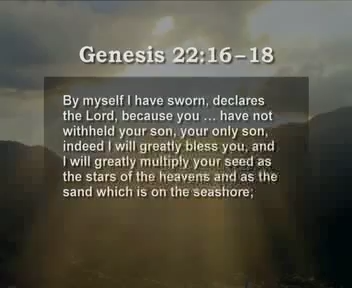 Genesis 22:16–18
By myself I have sworn, declares
the Lord, because you ... have not
withheld your son, your only son,
indeed I will greatly bless you, and
I will greatly multiply your seed as
the stars of the heavens and as the
sand which is on the seashore;